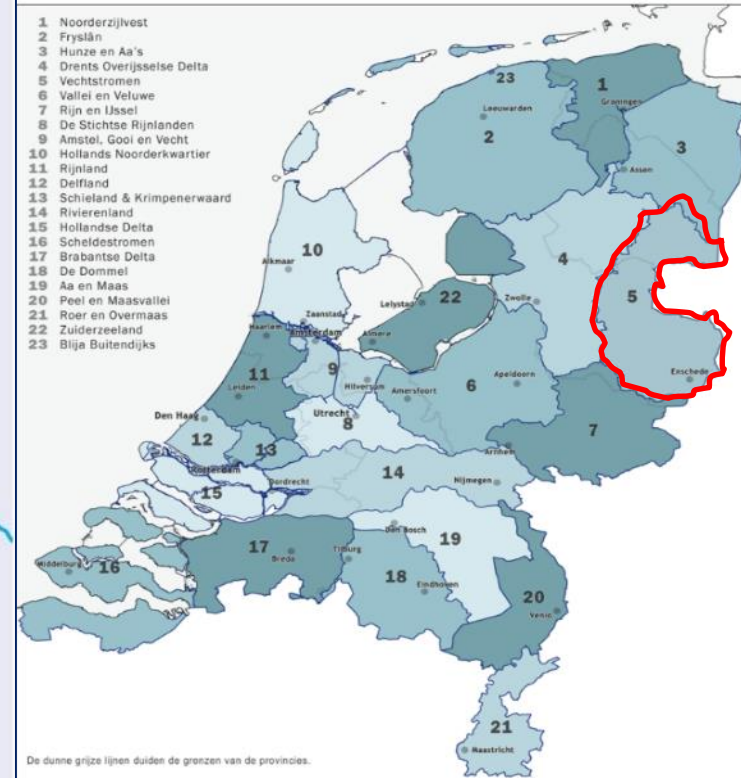 1 Noorderzijlvest
2 Fryslân
3 Hunze en Aa's
4 Drents Overijsselse Delta
5 Vechtstromen
6 Vallei en Veluwe
7 Rijn en IJssel
8 De Stichtse Rijnlanden
9 Amstel, Gooi en Vecht
10 Hollands Noorderkwartier
11 Rijnland
12 Delfland
13 Schieland & Krimpenerwaard
14 Rivierenland
15 Hollandse Delta
16 Scheldestromen
17 Brabantse Delta
18 De Dommel
19 Aa en Maas
20 Peel en Maasvallei
21 Roer en Overmaas
22 Zuiderzeeland
23 Blija Buitendijks
23
1
Groningen
Leeuwarden
2
3
Assen
10
Alkmaar
4
5
Zwolle
Lelystad
22
Zaanstad
Haarlem
Amsterdam
Almere
9
Hilversum
Enschede
11
Leiden
Amersfoort
6
Apeldoorn
Den Haag
Utrecht
8
7
12
13
Arnhem
Rotterdam
Dordrecht
14
Nijmegen
15
Den Bosch
19
17
Breda
Tilburg
16
Middelburg
18
Eindhoven
20
Venlo
21
Maastricht
De dunne grijze lijnen duiden de grenzen van de provincies.